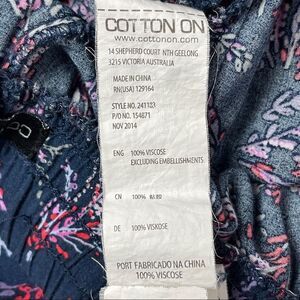 COTTON ON
www.cottonon.com
14 SHEPHERD COURT NTH GEELONG
3215 VICTORIA AUSTRALIA
MADE IN CHINA
RN(USA) 129164
STYLE NO. 241183
P/O NO. 154871
NOV 2014
ENG 100% VISCOSE
EXCLUDING EMBELLISHMENTS
CN 100%
DE 100% VISKOSE
PORT FABRICADO NA CHINA
100% VISCOSE